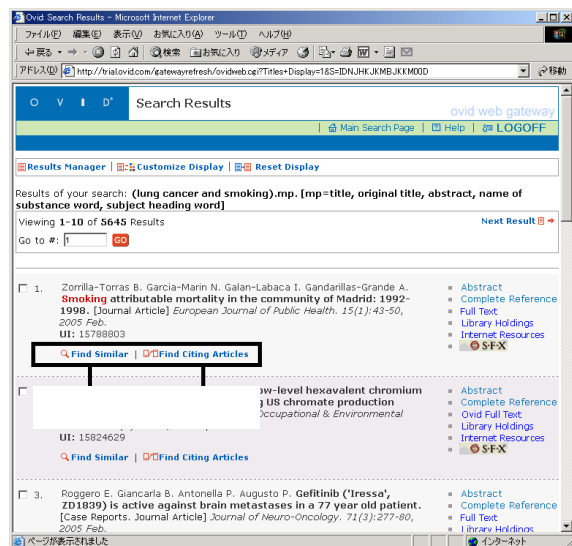 Ovid: Search Results - Microsoft Internet Explorer
ファイル(F) 編集(E) 表示(V) お気に入り(A) ツール(T) ヘルプ(H)
戻る 検索 お気に入り メディア
アドレス(D) http://trial.ovid.com/gatewayrefresh/ovidweb.cgi?Titles+Display=1&S=IDNJHKJKMBJKKM00D 移動
O V I D® Search Results
ovid web gateway
| Main Search Page | Help | LOGOFF
Results Manager | Customize Display | Reset Display
Results of your search: (lung cancer and smoking).mp. [mp=title, original title, abstract, name of
substance word, subject heading word]
Viewing 1-10 of 5645 Results Next Result
Go to #: 1 GO
1. Zorrilla-Torras B. Garcia-Marin N. Galan-Labaca I. Gandarillas-Grande A.
Smoking attributable mortality in the community of Madrid: 1992-
1998. [Journal Article] European Journal of Public Health. 15(1):43-50,
2005 Feb.
UI: 15788803
Find Similar | Find Citing Articles
Abstract
Complete Reference
Full Text
Library Holdings
Internet Resources
S·F·X
ow-level hexavalent chromium
g US chromate production
Occupational & Environmental
UI: 15824629
Find Similar | Find Citing Articles
Abstract
Complete Reference
Ovid Full Text
Library Holdings
Internet Resources
S·F·X
3. Roggero E. Giancarla B. Antonella P. Augusto P. Gefitinib ('Iressa',
ZD1839) is active against brain metastases in a 77 year old patient.
[Case Reports. Journal Article] Journal of Neuro-Oncology. 71(3):277-80,
2005 Feb.
Abstract
Complete Reference
Full Text
Library Holdings
ページが表示されました インターネット